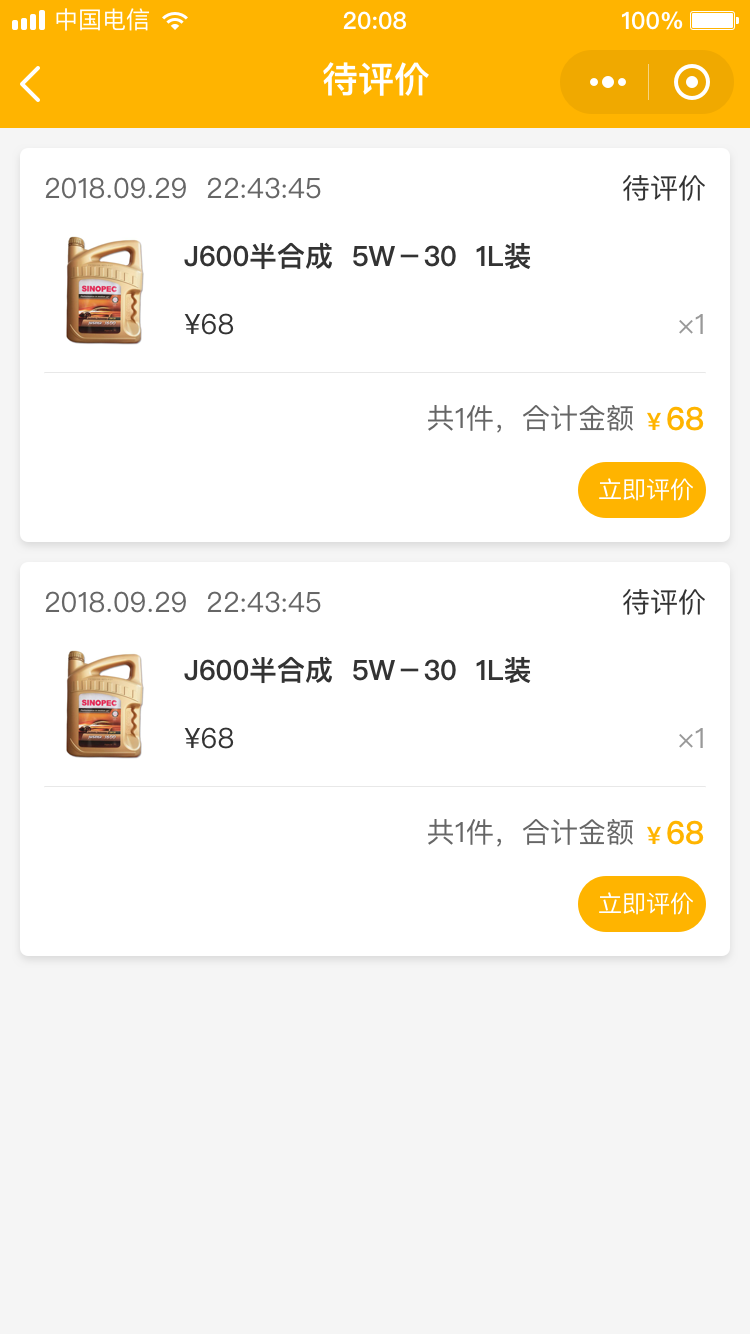 中国电信 20:08 100%
待评价
2018.09.29 22:43:45 待评价
J600半合成 5W－30 1L装
SINOPEC
¥68 ×1
共1件，合计金额 ¥68
立即评价
2018.09.29 22:43:45 待评价
J600半合成 5W－30 1L装
SINOPEC
¥68 ×1
共1件，合计金额 ¥68
立即评价